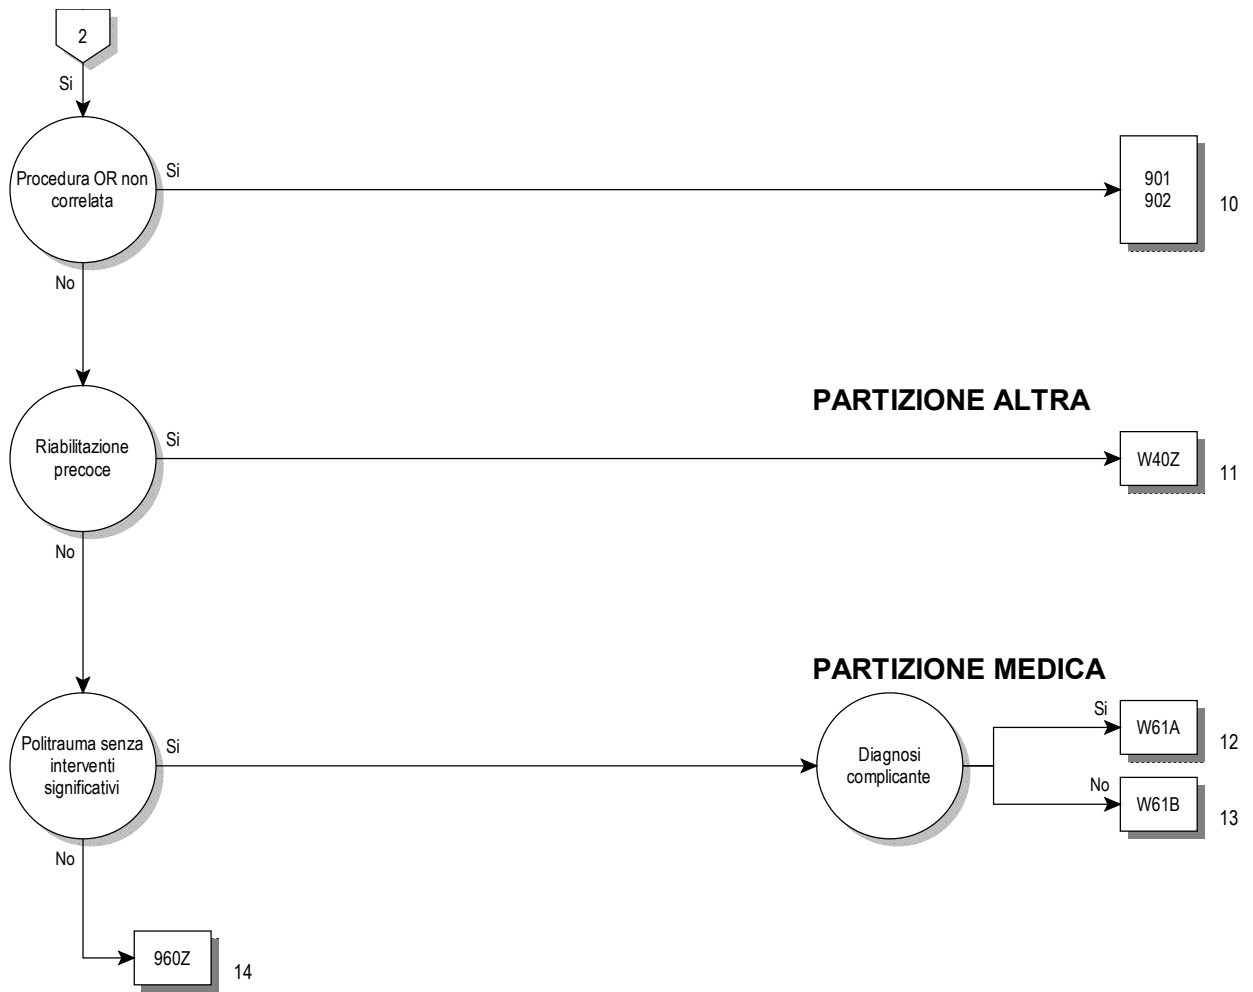 2
Si
Procedura OR non
correlata
Si
901
902
10
No
PARTIZIONE ALTRA
Riabilitazione
precoce
Si
W40Z
11
No
PARTIZIONE MEDICA
Politrauma senza
interventi
significativi
Si
Diagnosi
complicante
Si
W61A
12
No
W61B
13
No
960Z
14